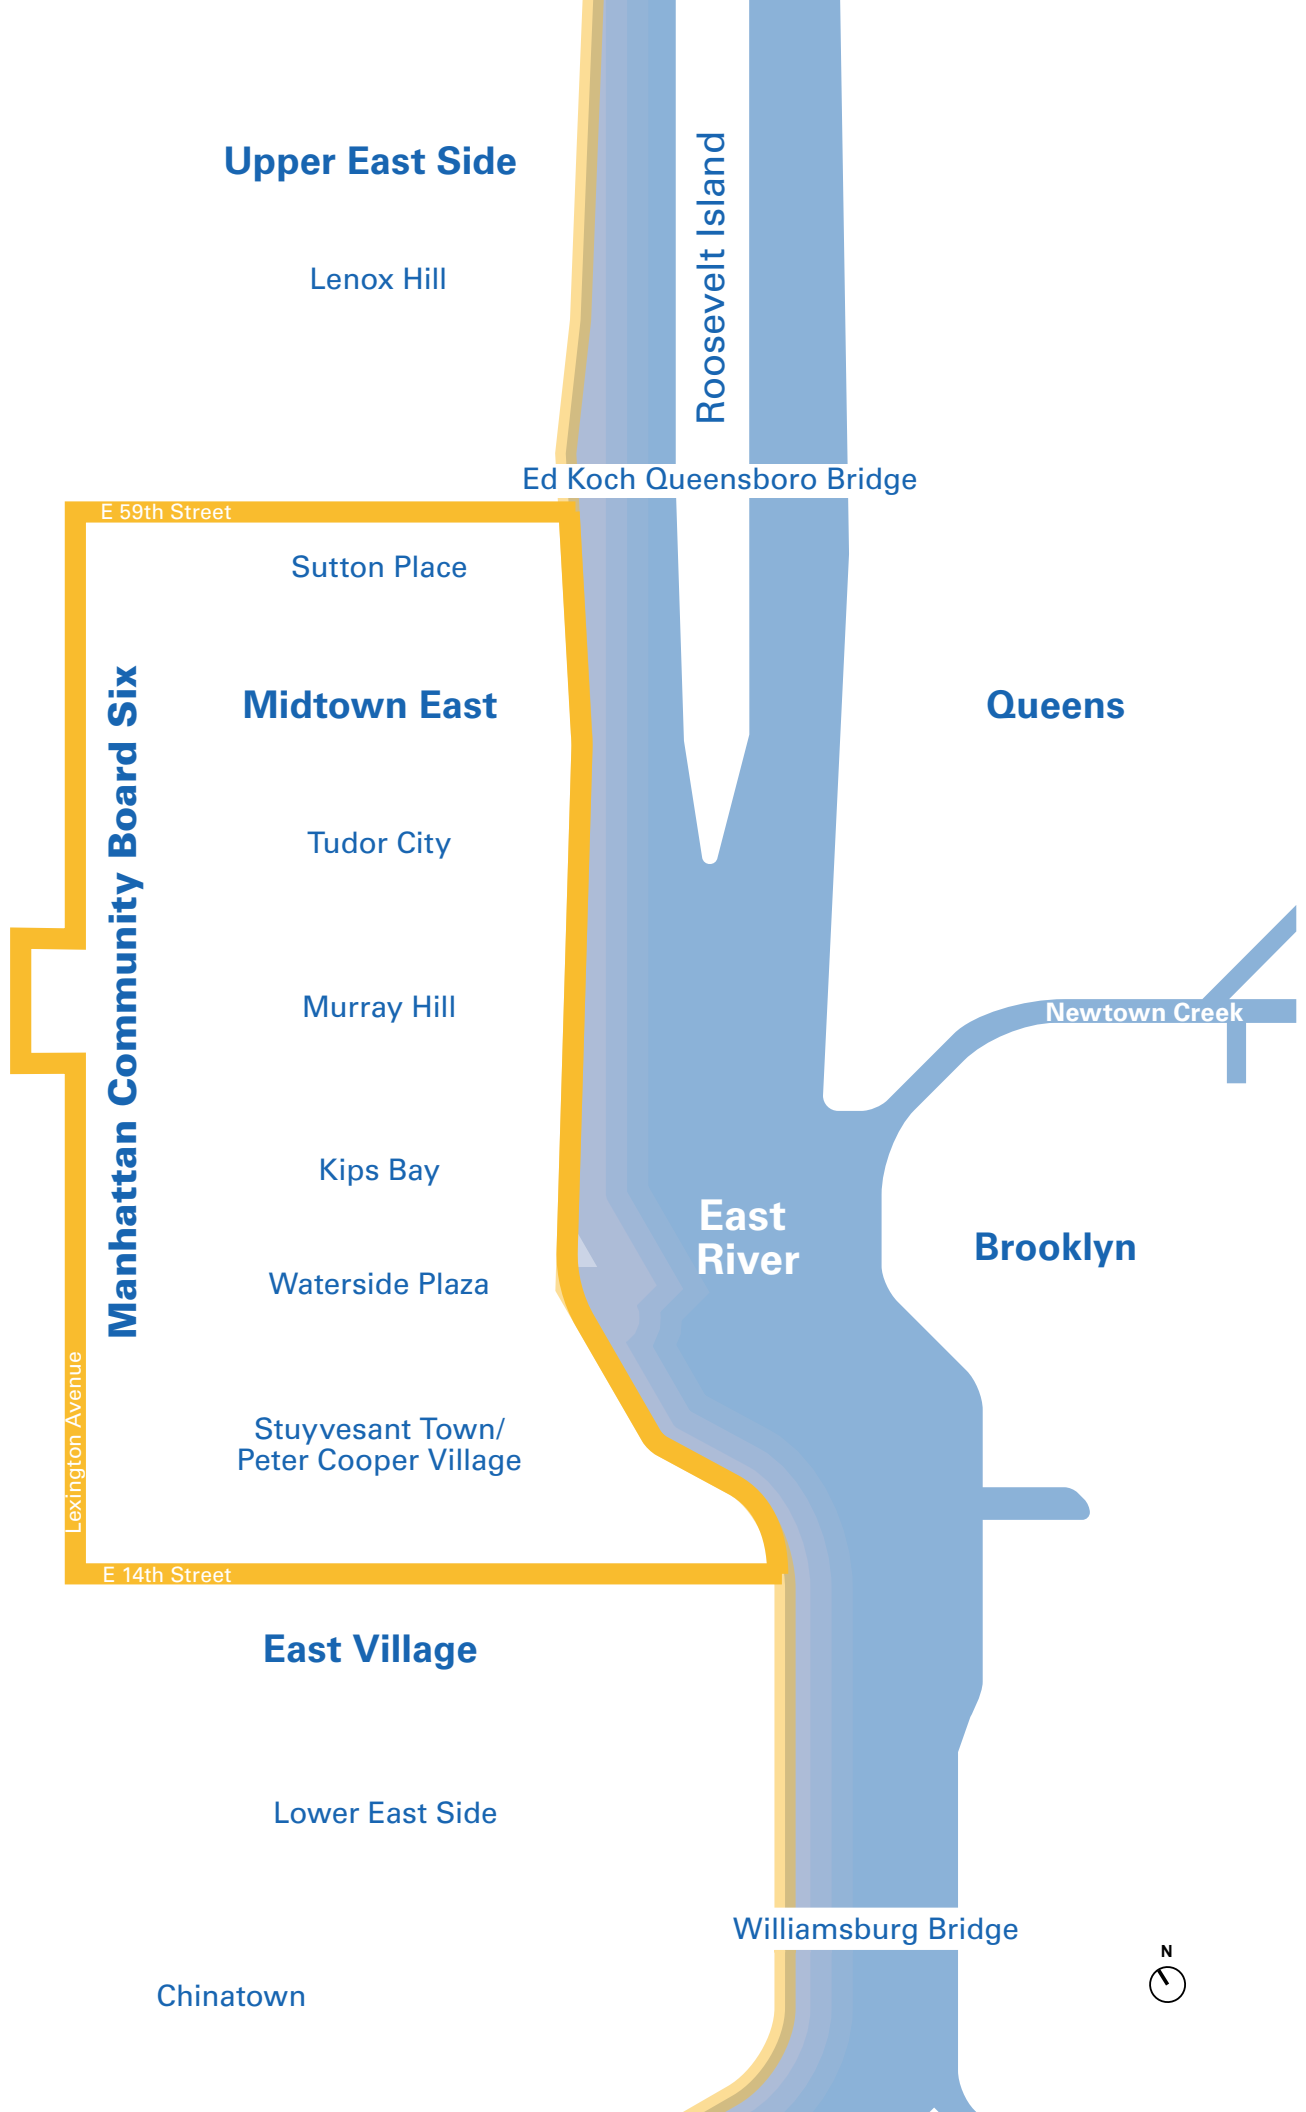 Upper East Side
Roosevelt Island
Lenox Hill
Ed Koch Queensboro Bridge
E 59th Street
Sutton Place
Manhattan Community Board Six
Midtown East
Queens
Tudor City
Murray Hill
Newtown Creek
Kips Bay
East
River
Brooklyn
Waterside Plaza
Lexington Avenue
Stuyvesant Town/
Peter Cooper Village
E 14th Street
East Village
Lower East Side
Williamsburg Bridge
N
Chinatown